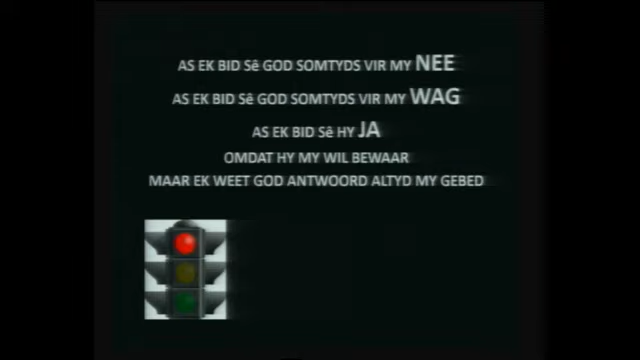 AS EK BID Sê GOD SOMTYDS VIR MY NEE
AS EK BID Sê GOD SOMTYDS VIR MY WAG
AS EK BID Sê HY JA
OMDAT HY MY WIL BEWAAR
MAAR EK WEET GOD ANTWOORD ALTYD MY GEBED